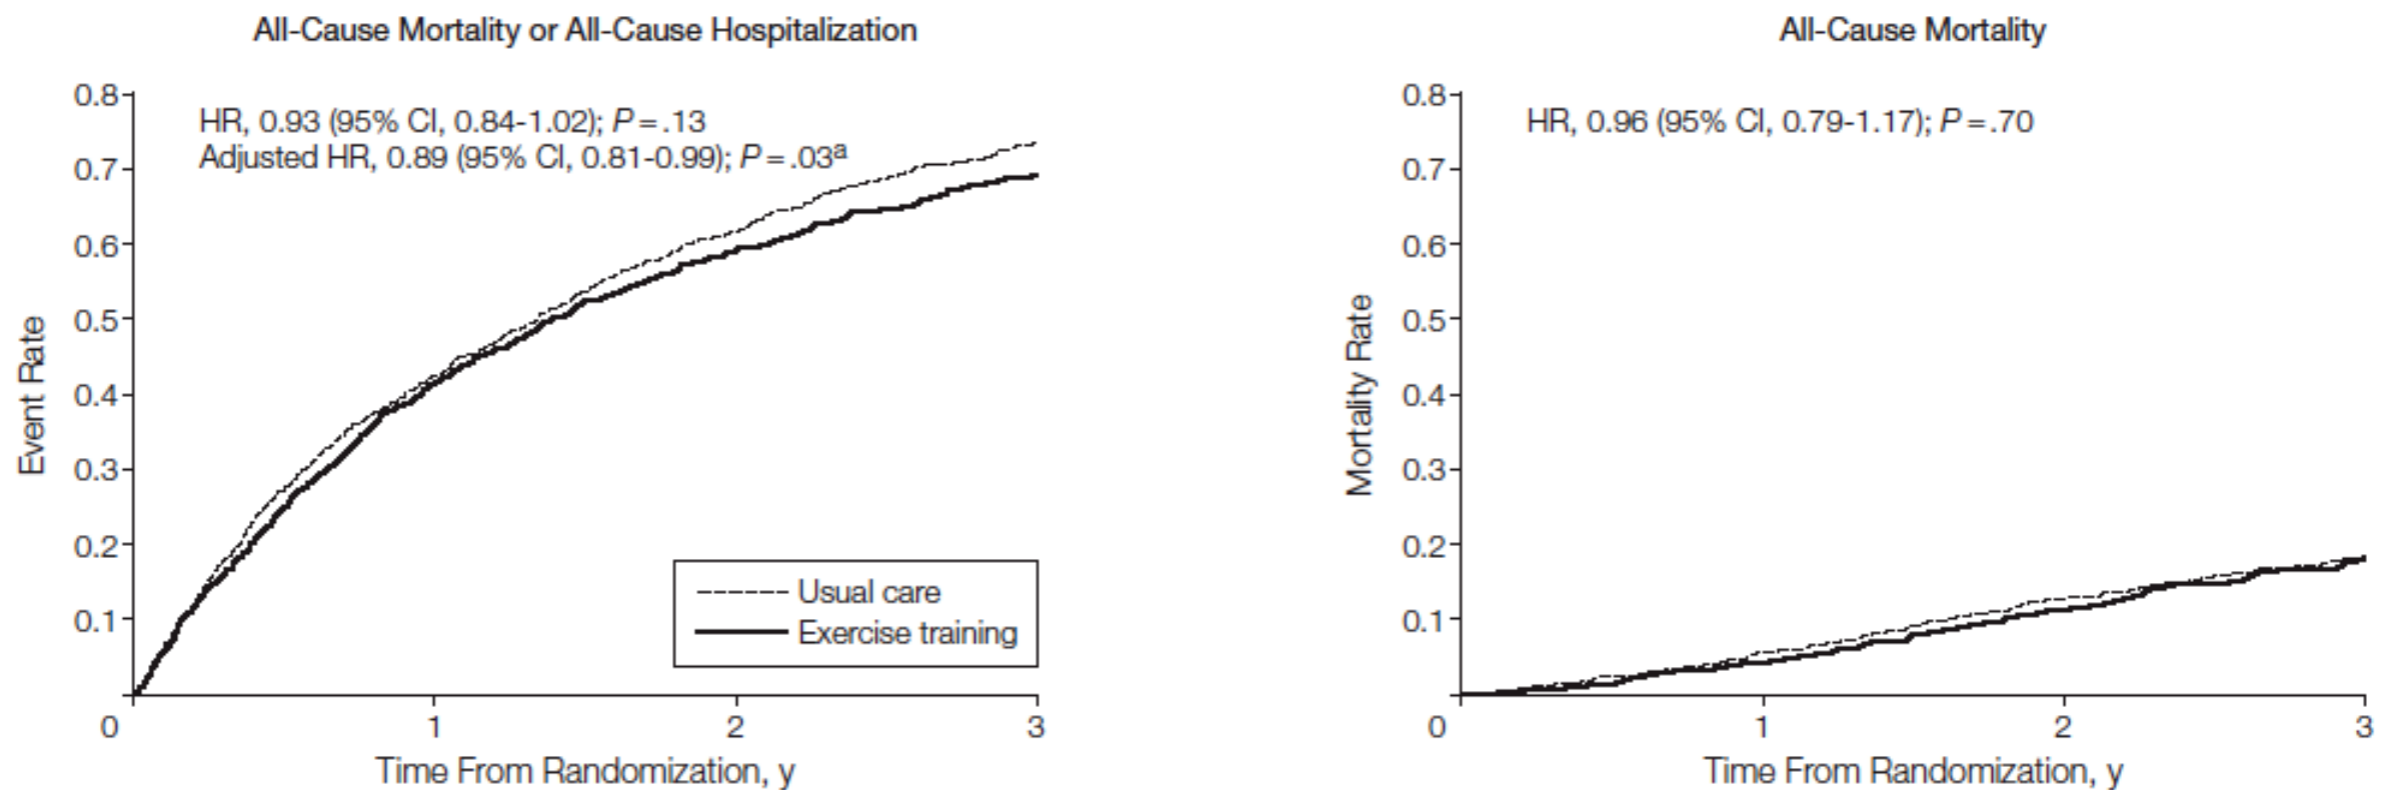 All-Cause Mortality or All-Cause Hospitalization
HR, 0.93 (95% CI, 0.84-1.02); P=.13
Adjusted HR, 0.89 (95% CI, 0.81-0.99); P=.03a
Event Rate
0.8
0.7
0.6
0.5
0.4
0.3
0.2
0.1
0
1
2
3
Time From Randomization, y
Usual care
Exercise training
All-Cause Mortality
HR, 0.96 (95% CI, 0.79-1.17); P=.70
Mortality Rate
0.8
0.7
0.6
0.5
0.4
0.3
0.2
0.1
0
1
2
3
Time From Randomization, y